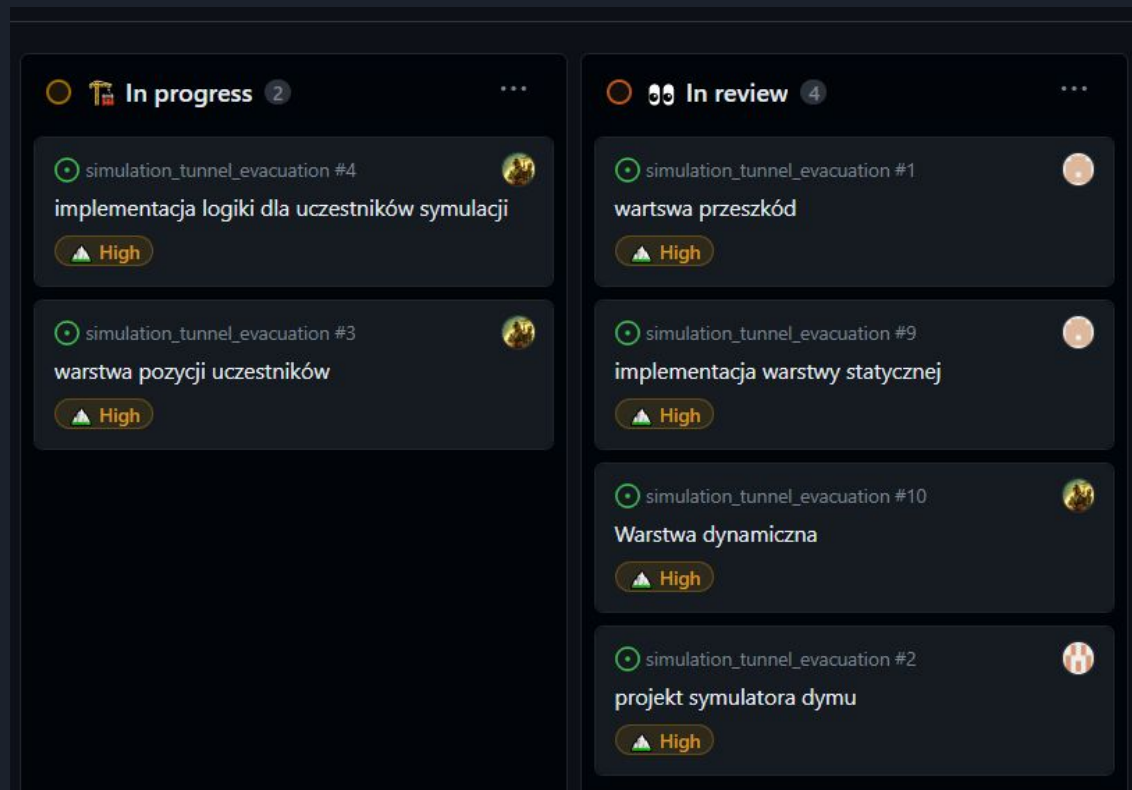 In progress 2
simulation_tunnel_evacuation #4
implementacja logiki dla uczestników symulacji
High
simulation_tunnel_evacuation #3
warstwa pozycji uczestników
High
In review 4
simulation_tunnel_evacuation #1
wartswa przeszkód
High
simulation_tunnel_evacuation #9
implementacja warstwy statycznej
High
simulation_tunnel_evacuation #10
Warstwa dynamiczna
High
simulation_tunnel_evacuation #2
projekt symulatora dymu
High